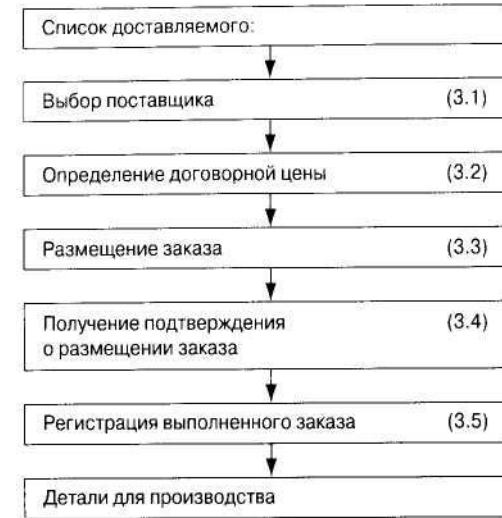 Список доставляемого:
Выбор поставщика (3.1)
Определение договорной цены (3.2)
Размещение заказа (3.3)
Получение подтверждения (3.4)
о размещении заказа
Регистрация выполненного заказа (3.5)
Детали для производства